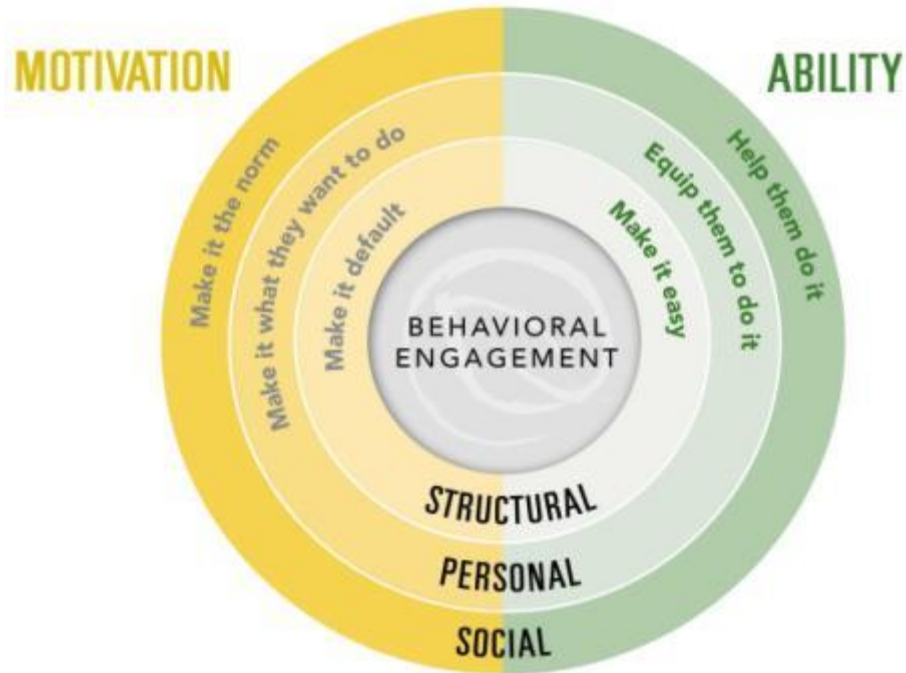 MOTIVATION
ABILITY
Make it the norm
Make it what they want to do
Make it default
Help them do it
Equip them to do it
Make it easy
BEHAVIORAL
ENGAGEMENT
STRUCTURAL
PERSONAL
SOCIAL